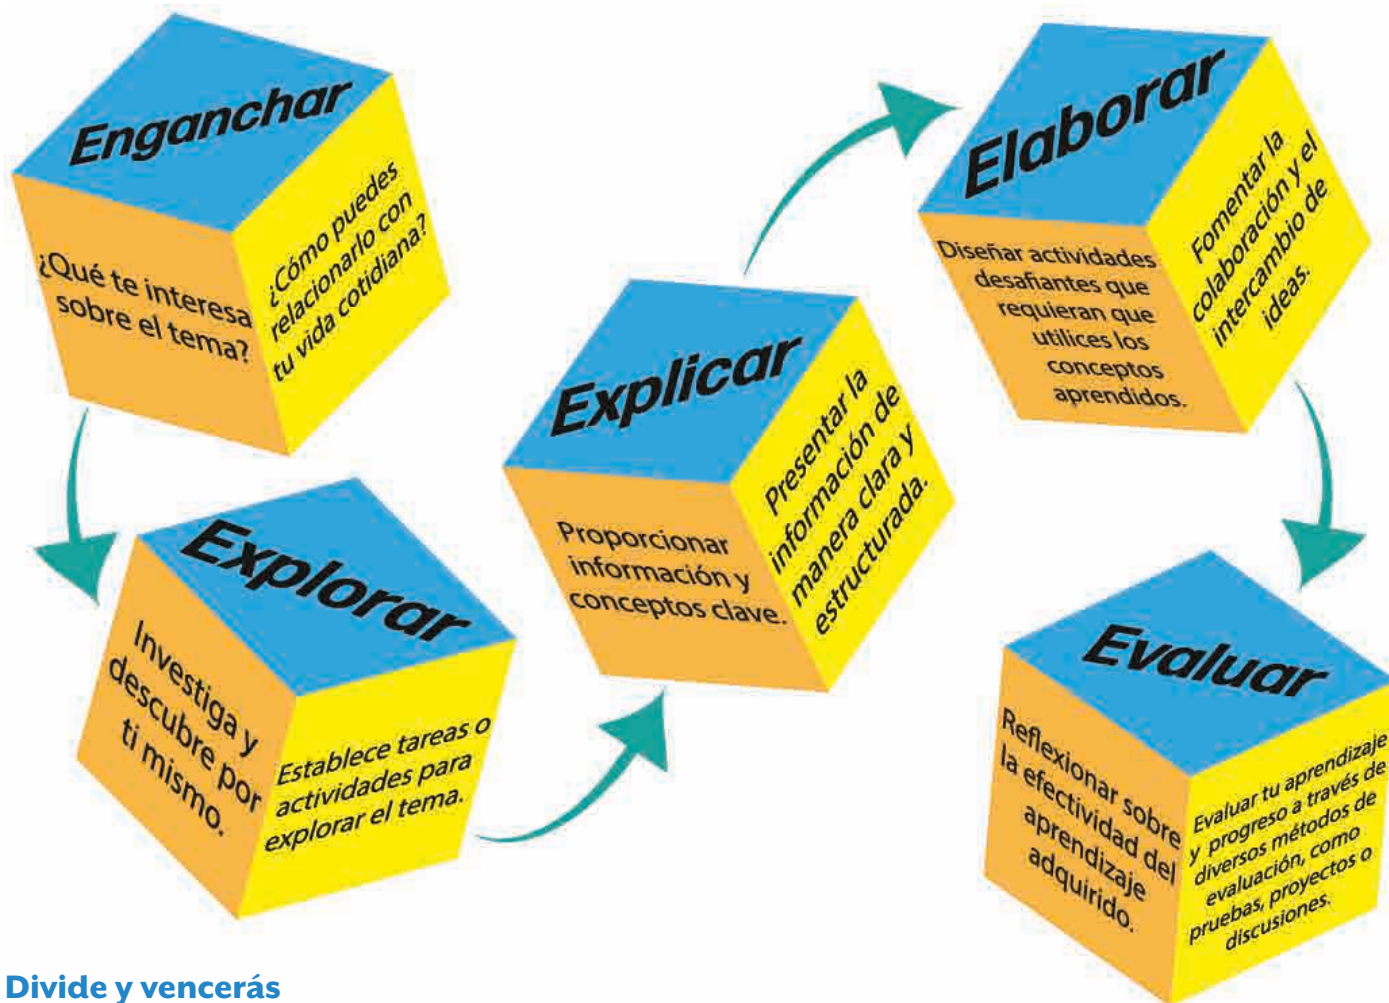 Enganchar
¿Qué te interesa
sobre el tema?
¿Cómo puedes
relacionarlo con
tu vida cotidiana?
Explorar
Investiga y
descubre por
ti mismo.
Establece tareas o
actividades para
explorar el tema.
Explicar
Proporcionar
información y
conceptos clave.
Presentar la
información de
manera clara y
estructurada.
Elaborar
Diseñar actividades
desafiantes que
requieran que
utilices los
conceptos
aprendidos.
Fomentar la
colaboración y el
intercambio de
ideas.
Evaluar
Reflexionar sobre
la efectividad del
aprendizaje
adquirido.
Evaluar tu aprendizaje
y progreso a través de
diversos métodos de
evaluación, como
pruebas, proyectos o
discusiones.
Divide y vencerás